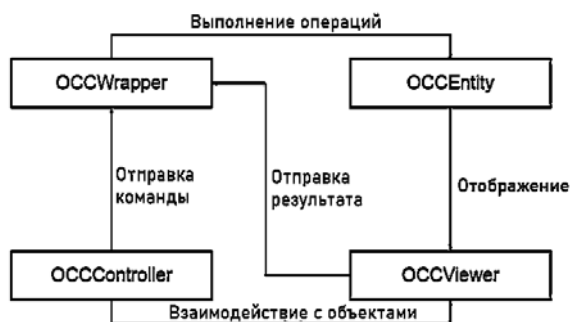 Выполнение операций
OCCWrapper
OCCEntity
Отправка
команды
Отправка
результата
Отображение
OCCController
OCCViewer
Взаимодействие с объектами